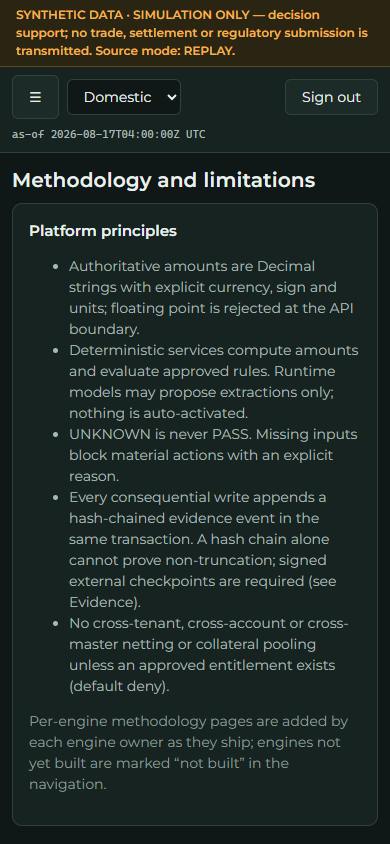 SYNTHETIC DATA · SIMULATION ONLY — decision
support; no trade, settlement or regulatory submission is
transmitted. Source mode: REPLAY.
☰ Domestic Sign out
as-of 2026-08-17T04:00:00Z UTC
Methodology and limitations
Platform principles
• Authoritative amounts are Decimal
strings with explicit currency, sign and
units; floating point is rejected at the API
boundary.
• Deterministic services compute amounts
and evaluate approved rules. Runtime
models may propose extractions only;
nothing is auto-activated.
• UNKNOWN is never PASS. Missing inputs
block material actions with an explicit
reason.
• Every consequential write appends a
hash-chained evidence event in the
same transaction. A hash chain alone
cannot prove non-truncation; signed
external checkpoints are required (see
Evidence).
• No cross-tenant, cross-account or cross-
master netting or collateral pooling
unless an approved entitlement exists
(default deny).
Per-engine methodology pages are added by
each engine owner as they ship; engines not
yet built are marked “not built” in the
navigation.